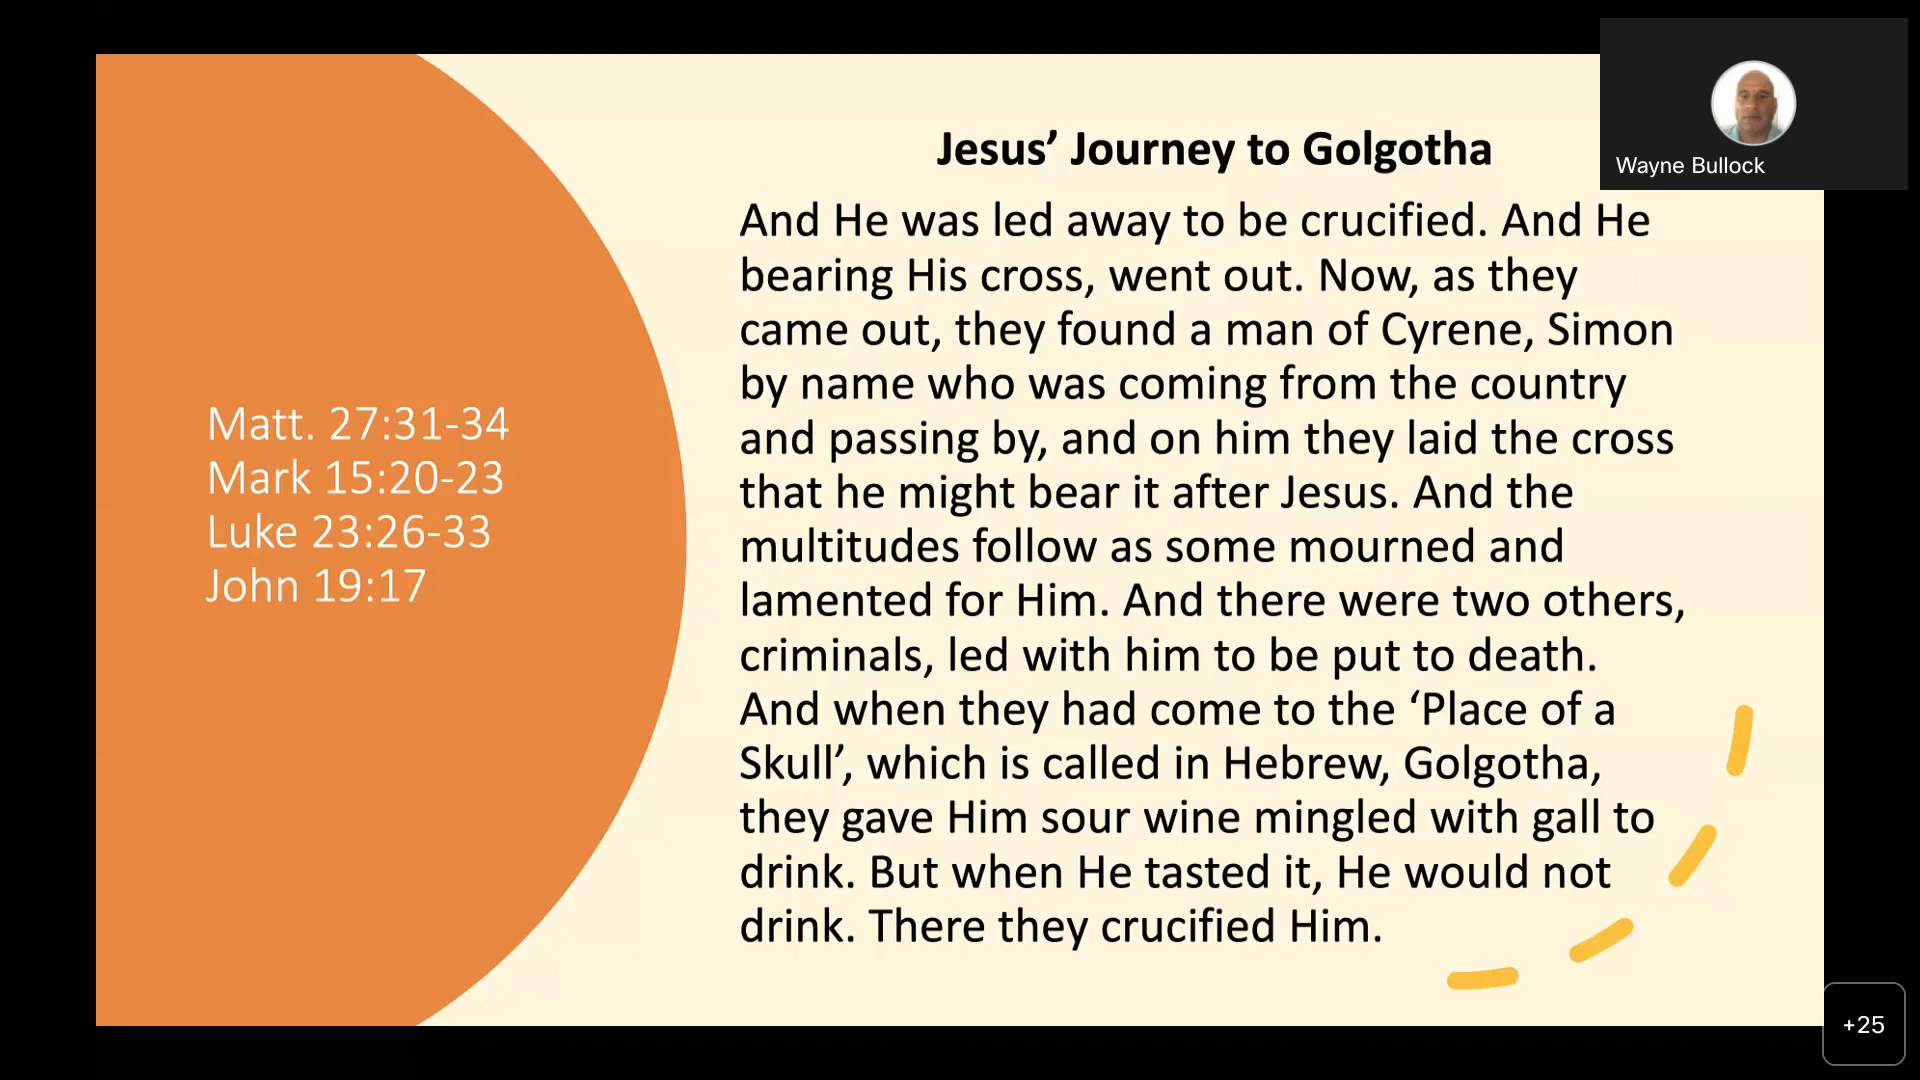 Matt. 27:31-34
Mark 15:20-23
Luke 23:26-33
John 19:17
Jesus’ Journey to Golgotha
And He was led away to be crucified. And He
bearing His cross, went out. Now, as they
came out, they found a man of Cyrene, Simon
by name who was coming from the country
and passing by, and on him they laid the cross
that he might bear it after Jesus. And the
multitudes follow as some mourned and
lamented for Him. And there were two others,
criminals, led with him to be put to death.
And when they had come to the ‘Place of a
Skull’, which is called in Hebrew, Golgotha,
they gave Him sour wine mingled with gall to
drink. But when He tasted it, He would not
drink. There they crucified Him.
Wayne Bullock
+25